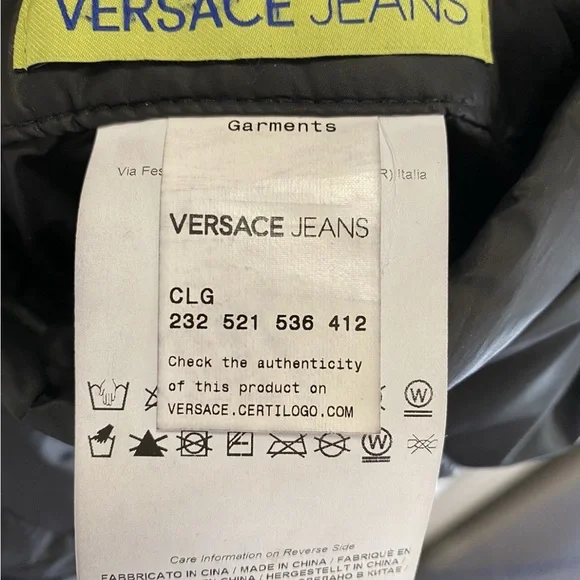 VERSACE JEANS
Garments
Via Fes
R) Italia
VERSACE JEANS
CLG
232 521 536 412
Check the authenticity
of this product on
VERSACE.CERTILOGO.COM
W
W
Care Information on Reverse Side
FABBRICATO IN CINA / MADE IN CHINA / FABRIQUÉ EN
IN CHINA / HERGESTELLT IN CHINA /
В КИТАЕ /